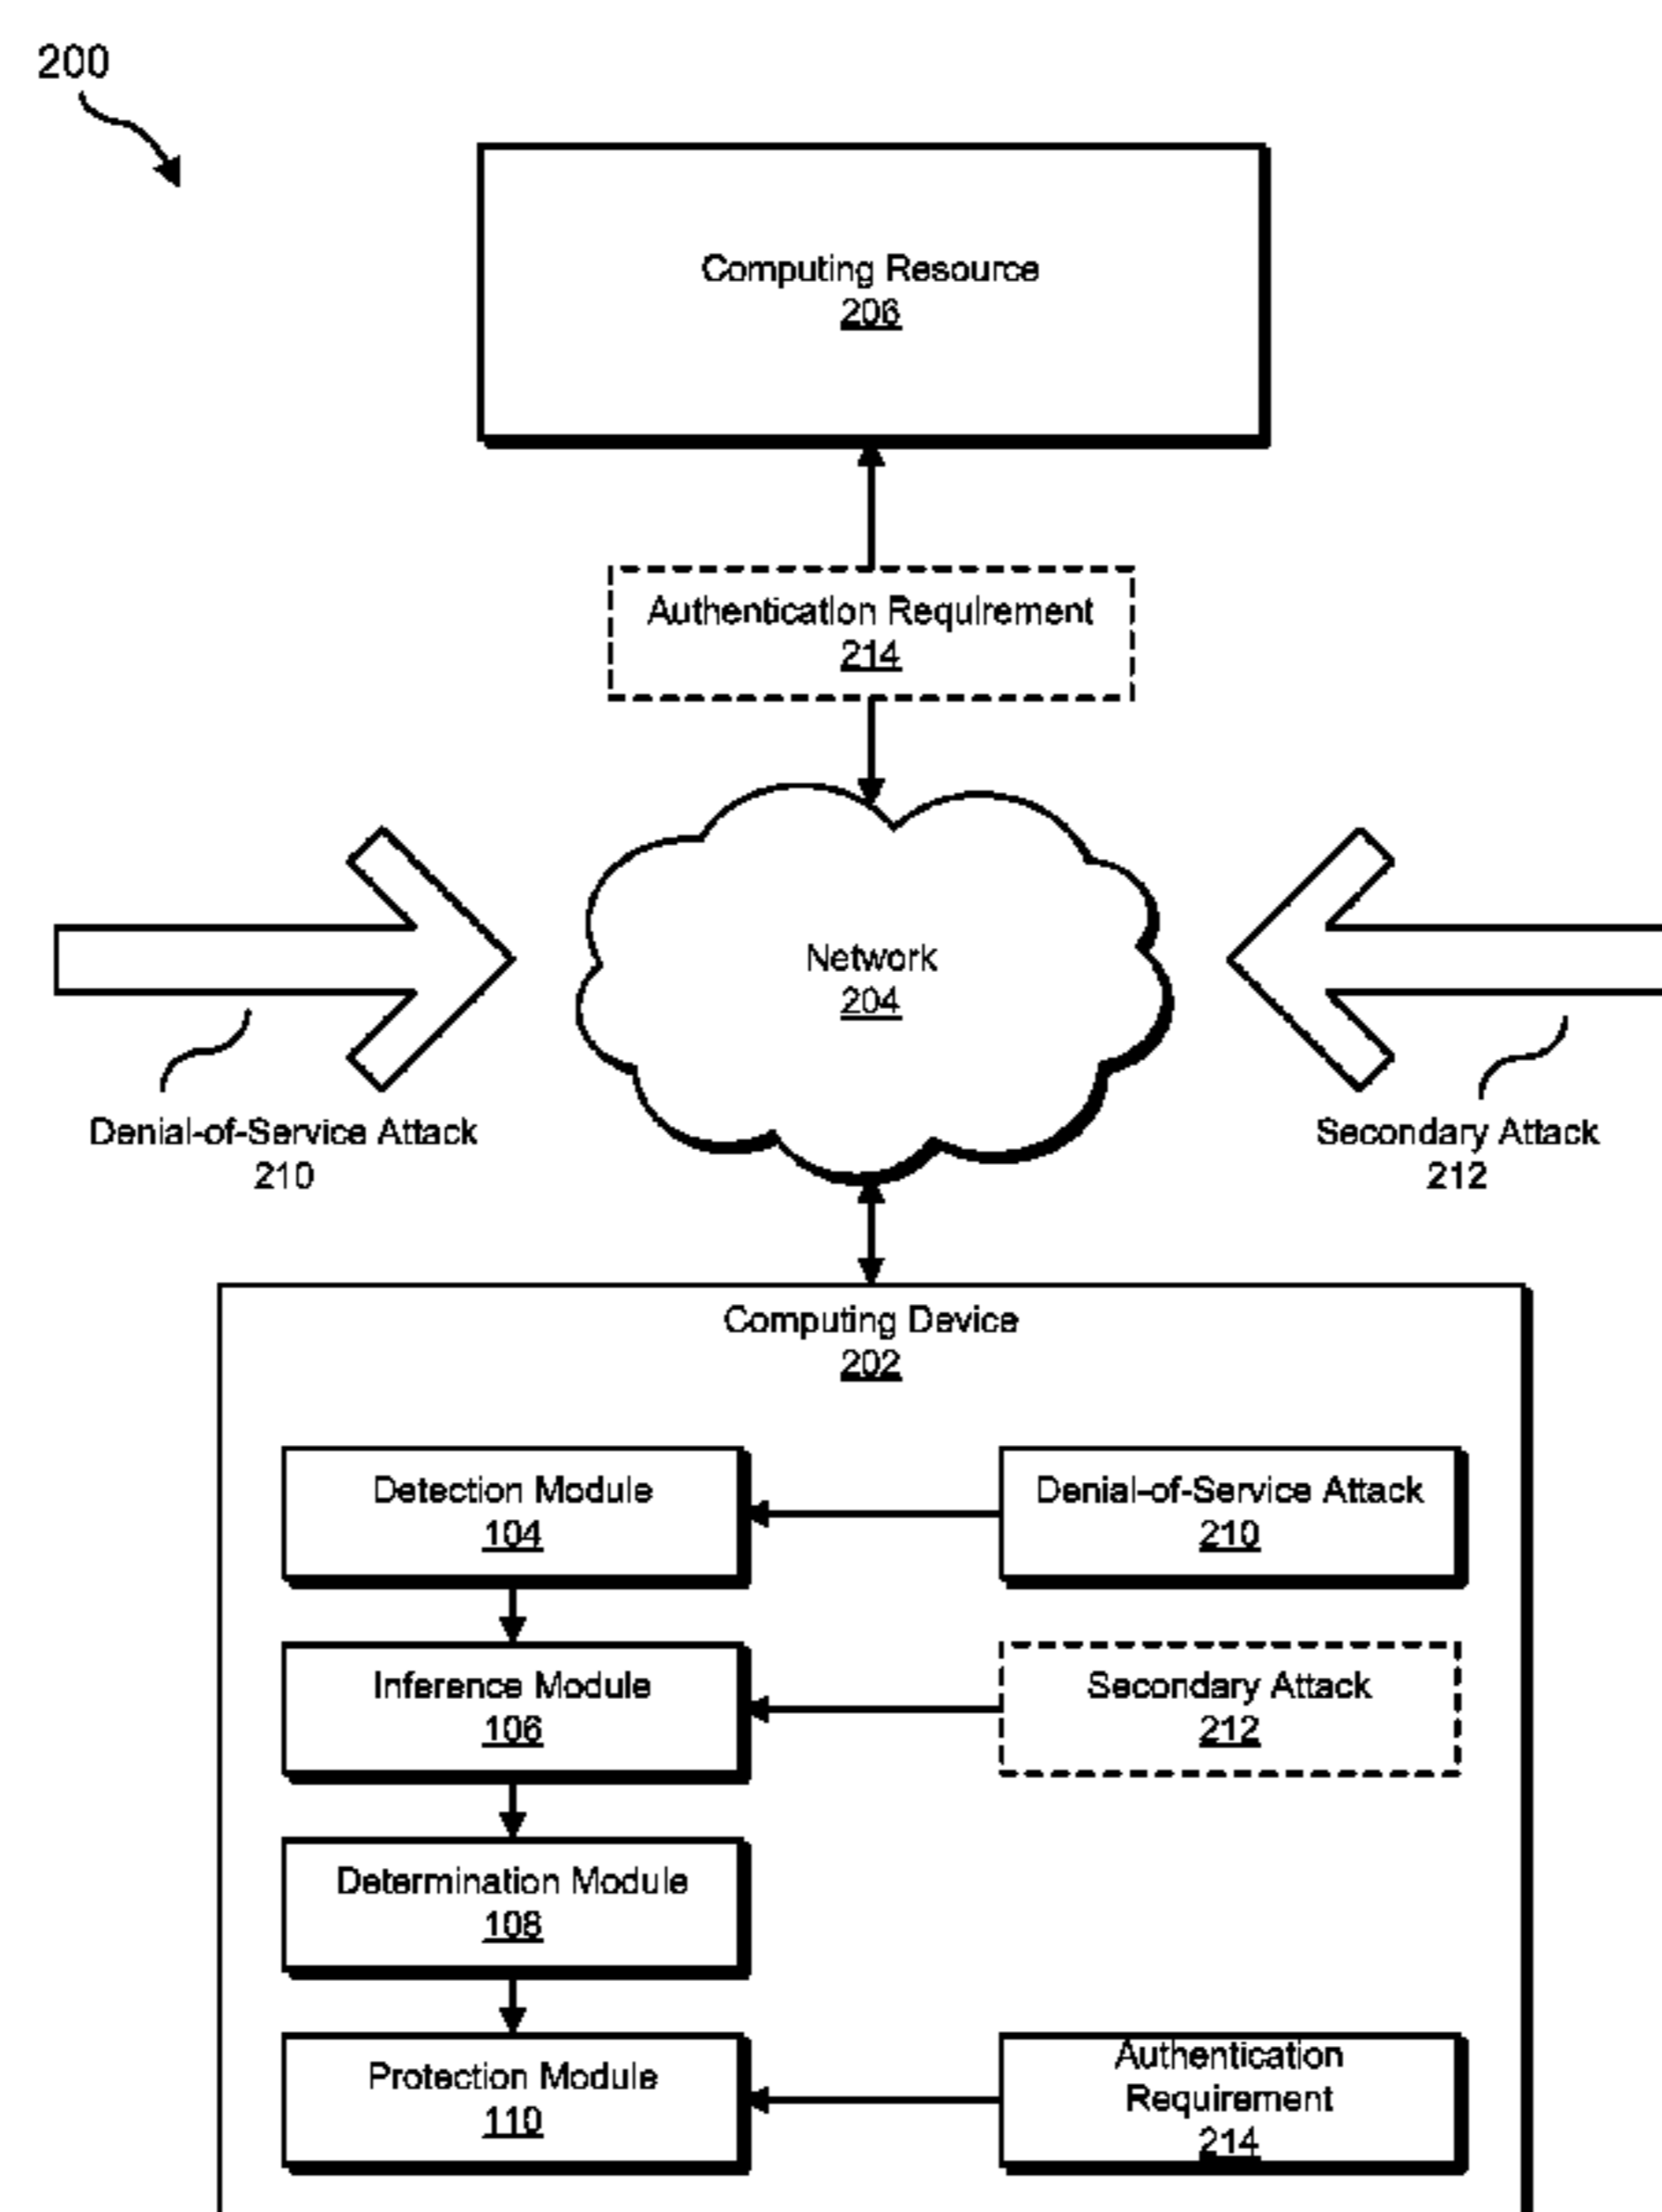 200
Computing Resource
206
Authentication Requirement
214
Network
204
Denial-of-Service Attack
210
Secondary Attack
212
Computing Device
202
Detection Module
104
Denial-of-Service Attack
210
Inference Module
106
Secondary Attack
212
Determination Module
108
Protection Module
110
Authentication
Requirement
214